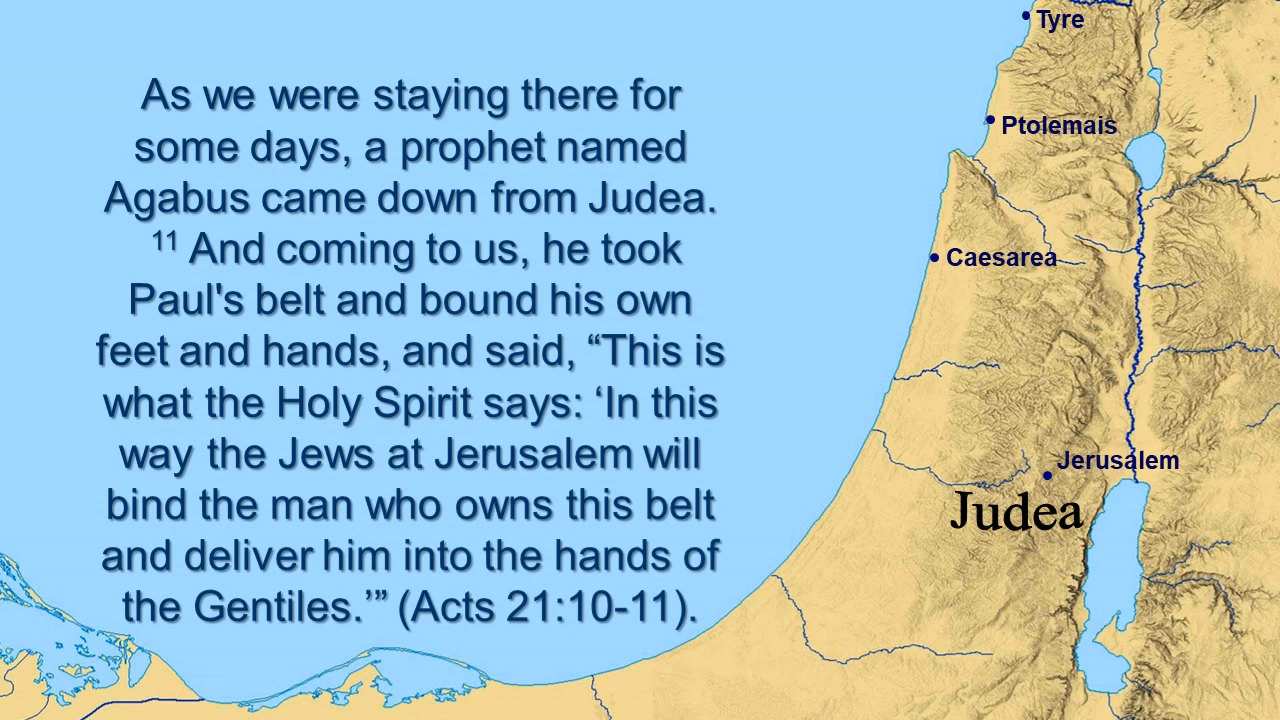 As we were staying there for
some days, a prophet named
Agabus came down from Judea.
11 And coming to us, he took
Paul's belt and bound his own
feet and hands, and said, “This is
what the Holy Spirit says: ‘In this
way the Jews at Jerusalem will
bind the man who owns this belt
and deliver him into the hands of
the Gentiles.’” (Acts 21:10-11).
Tyre
Ptolemais
Caesarea
Jerusalem
Judea